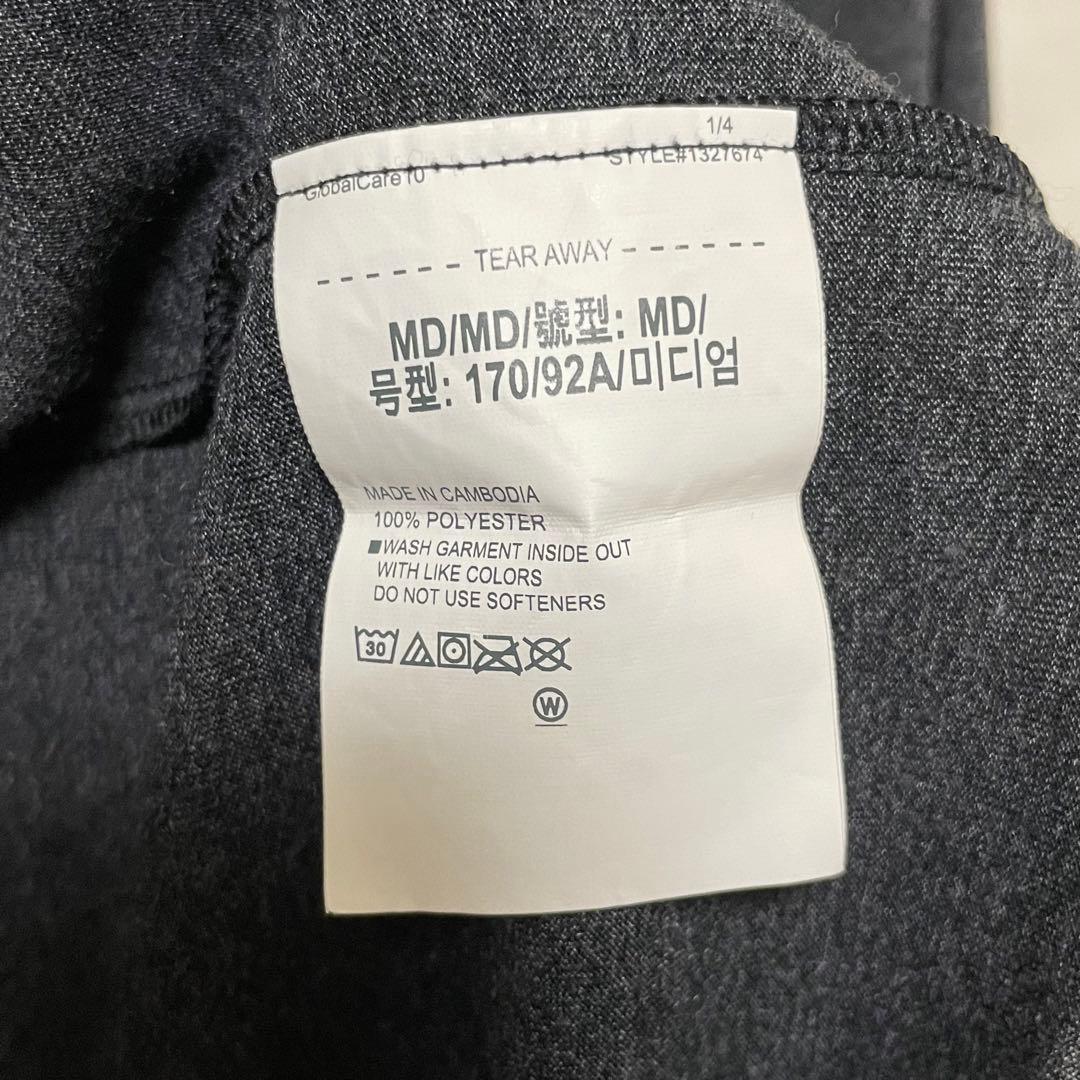 1/4
GlobalCare10 STYLE#1327674
- - - - - - - TEAR AWAY - - - - - - -
MD/MD/號型: MD/
号型: 170/92A/미디엄
MADE IN CAMBODIA
100% POLYESTER
■WASH GARMENT INSIDE OUT
WITH LIKE COLORS
DO NOT USE SOFTENERS
30
W